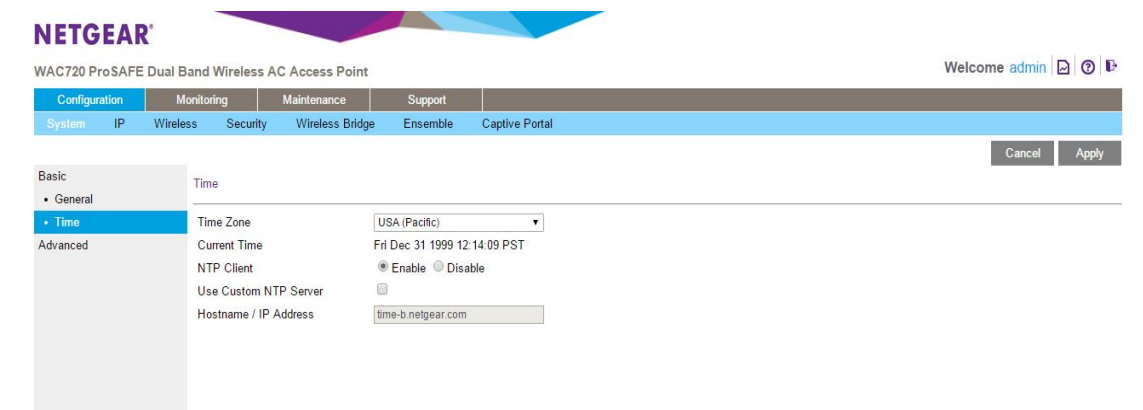 NETGEAR®
WAC720 ProSAFE Dual Band Wireless AC Access Point
Welcome admin
Configuration Monitoring Maintenance Support
System IP Wireless Security Wireless Bridge Ensemble Captive Portal
Cancel Apply
Basic
• General
• Time
Advanced
Time
Time Zone USA (Pacific)
Current Time Fri Dec 31 1999 12:14:09 PST
NTP Client Enable Disable
Use Custom NTP Server
Hostname / IP Address time-b.netgear.com